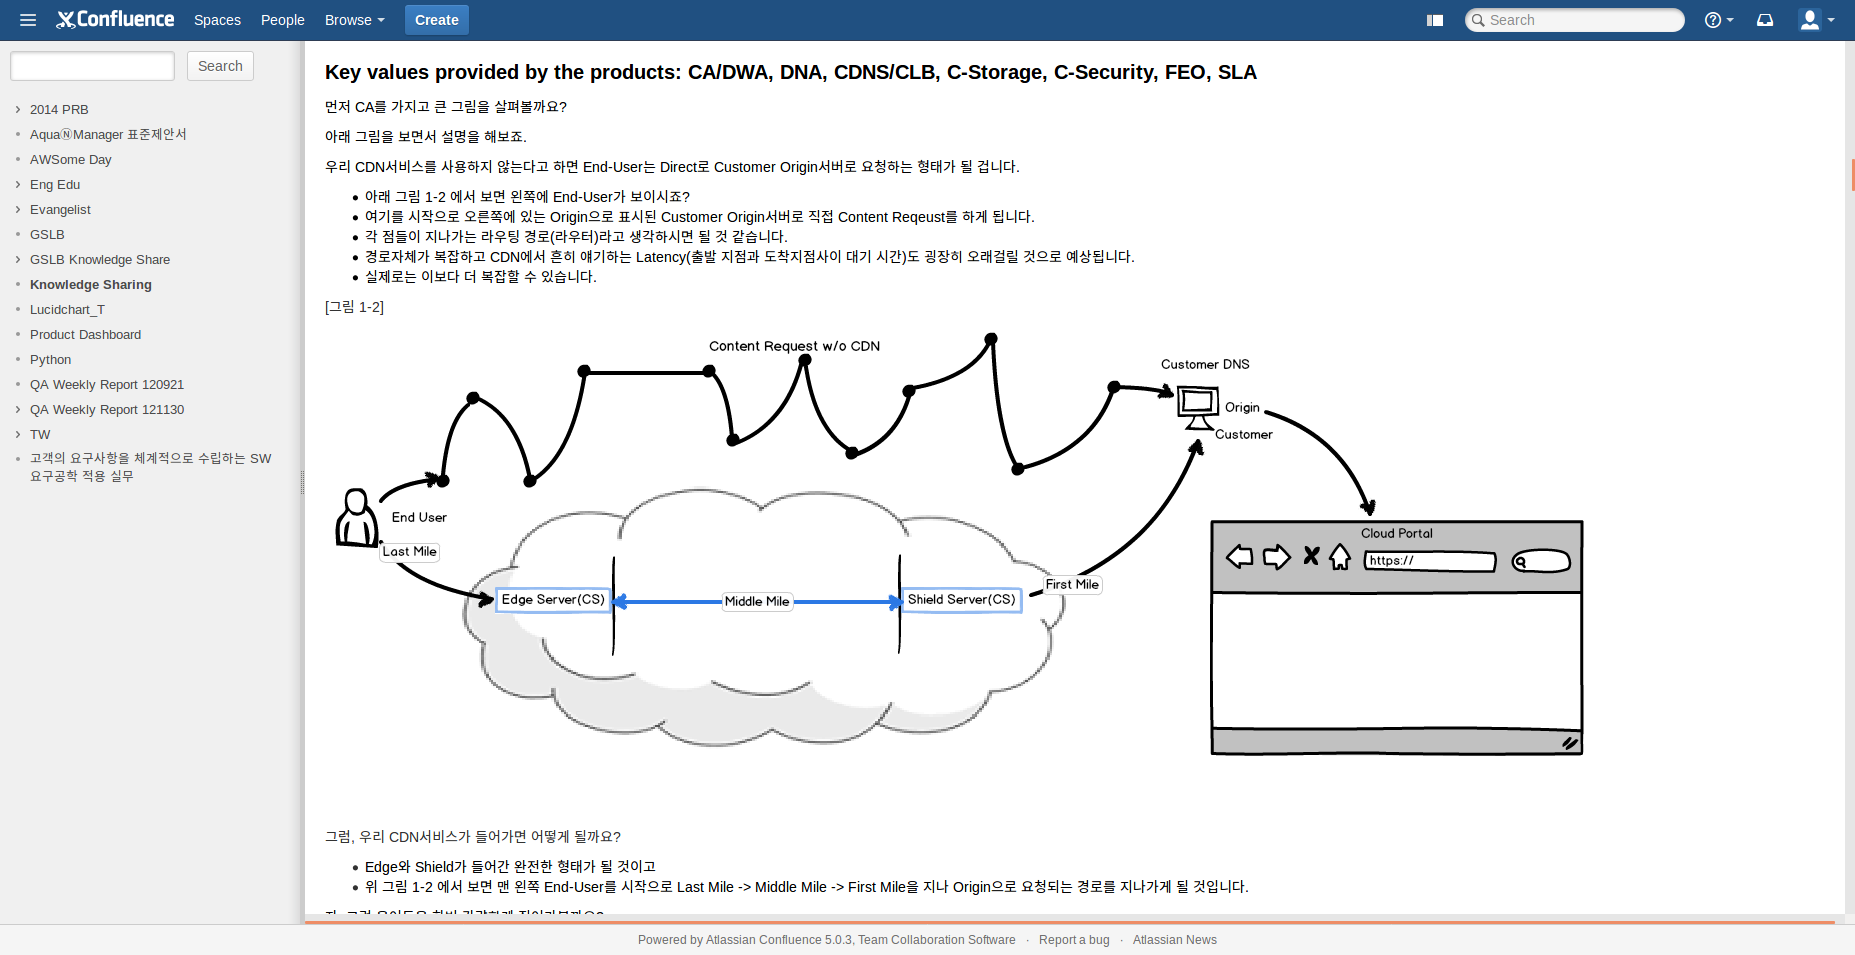 Confluence Spaces People Browse Create Search
Search
2014 PRB
AquaⓃManager 표준제안서
AWSome Day
Eng Edu
Evangelist
GSLB
GSLB Knowledge Share
Knowledge Sharing
Lucidchart_T
Product Dashboard
Python
QA Weekly Report 120921
QA Weekly Report 121130
TW
고객의 요구사항을 체계적으로 수립하는 SW
요구공학 적용 실무
Key values provided by the products: CA/DWA, DNA, CDNS/CLB, C-Storage, C-Security, FEO, SLA
먼저 CA를 가지고 큰 그림을 살펴볼까요?
아래 그림을 보면서 설명을 해보죠.
우리 CDN서비스를 사용하지 않는다고 하면 End-User는 Direct로 Customer Origin서버로 요청하는 형태가 될 겁니다.
아래 그림 1-2 에서 보면 왼쪽에 End-User가 보이시죠?
여기를 시작으로 오른쪽에 있는 Origin으로 표시된 Customer Origin서버로 직접 Content Reqeust를 하게 됩니다.
각 점들이 지나가는 라우팅 경로(라우터)라고 생각하시면 될 것 같습니다.
경로자체가 복잡하고 CDN에서 흔히 얘기하는 Latency(출발 지점과 도착지점사이 대기 시간)도 굉장히 오래걸릴 것으로 예상됩니다.
실제로는 이보다 더 복잡할 수 있습니다.
[그림 1-2]
Content Request w/o CDN
Customer DNS
Origin
Customer
End User
Last Mile
Edge Server(CS)
Middle Mile
Shield Server(CS)
First Mile
Cloud Portal
https://
그럼, 우리 CDN서비스가 들어가면 어떻게 될까요?
Edge와 Shield가 들어간 완전한 형태가 될 것이고
위 그림 1-2 에서 보면 맨 왼쪽 End-User를 시작으로 Last Mile -> Middle Mile -> First Mile을 지나 Origin으로 요청되는 경로를 지나가게 될 것입니다.
Powered by Atlassian Confluence 5.0.3, Team Collaboration Software · Report a bug · Atlassian News